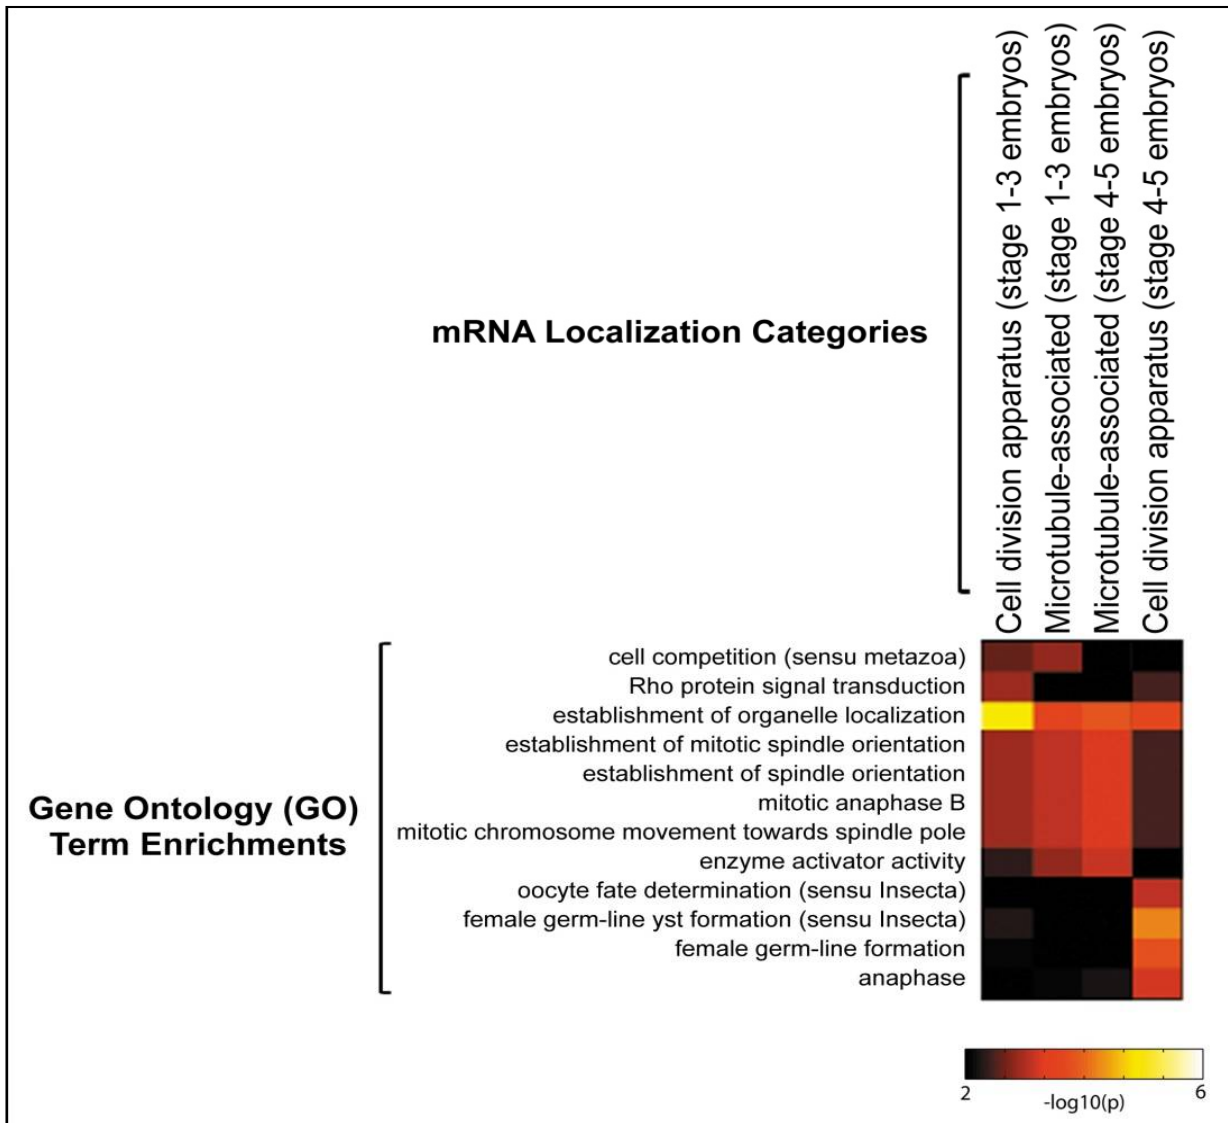 Cell division apparatus (stage 1-3 embryos)
Microtubule-associated (stage 1-3 embryos)
Microtubule-associated (stage 4-5 embryos)
Cell division apparatus (stage 4-5 embryos)
mRNA Localization Categories
cell competition (sensu metazoa)
Rho protein signal transduction
establishment of organelle localization
establishment of mitotic spindle orientation
establishment of spindle orientation
mitotic anaphase B
mitotic chromosome movement towards spindle pole
enzyme activator activity
oocyte fate determination (sensu Insecta)
female germ-line yst formation (sensu Insecta)
female germ-line formation
anaphase
Gene Ontology (GO)
Term Enrichments
2
6
-log10(p)